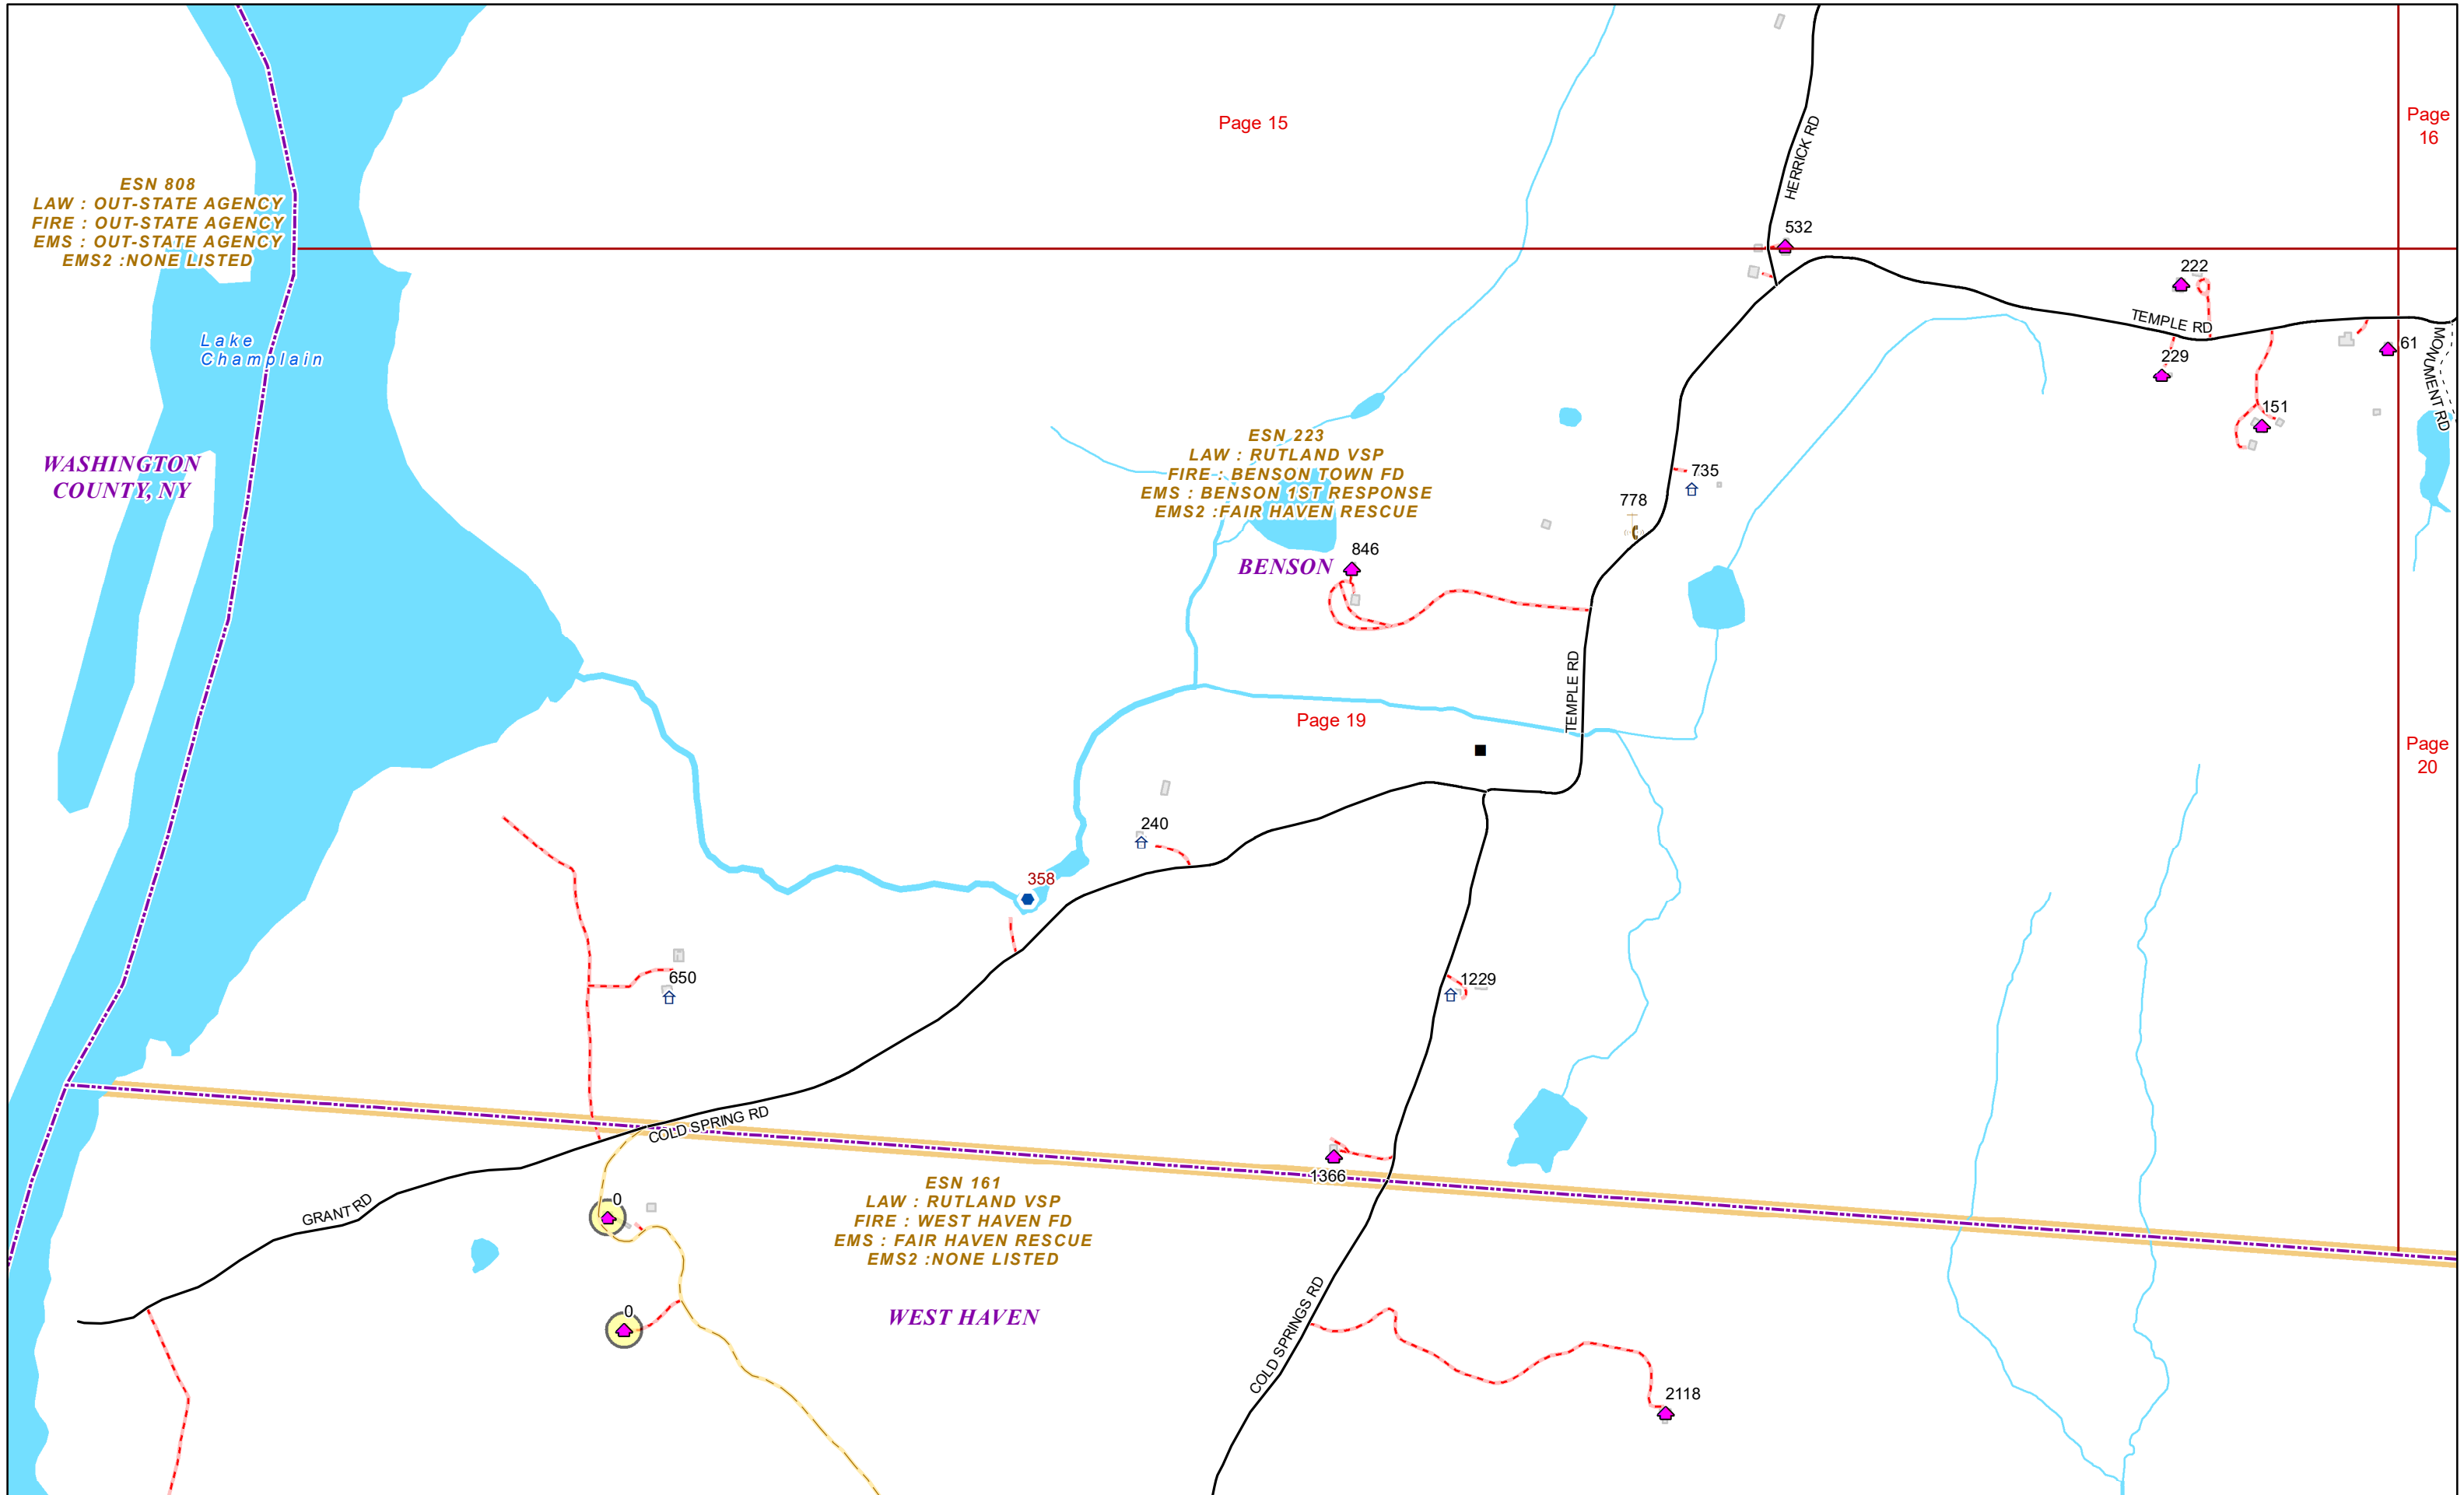 Page 15
Page
16
HERRICK RD
ESN 808
LAW : OUT-STATE AGENCY
FIRE : OUT-STATE AGENCY
EMS : OUT-STATE AGENCY
EMS2 :NONE LISTED
532
222
Lake
Champlain
TEMPLE RD
229
61
MONUMENT RD
151
WASHINGTON
COUNTY, NY
ESN 223
LAW : RUTLAND VSP
FIRE : BENSON TOWN FD
EMS : BENSON 1ST RESPONSE
EMS2 :FAIR HAVEN RESCUE
735
778
846
BENSON
TEMPLE RD
Page 19
Page
20
240
358
650
1229
COLD SPRING RD
1366
ESN 161
LAW : RUTLAND VSP
FIRE : WEST HAVEN FD
EMS : FAIR HAVEN RESCUE
EMS2 :NONE LISTED
0
GRANT RD
0
WEST HAVEN
COLD SPRINGS RD
2118